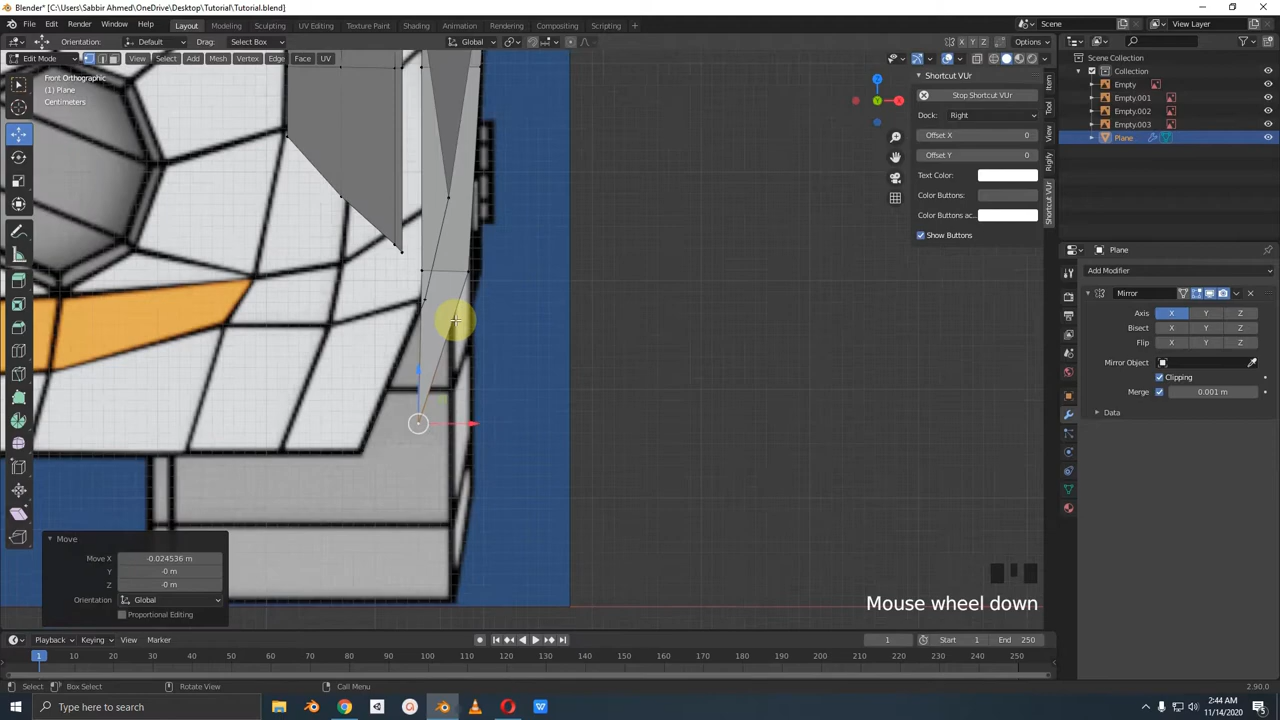 Blender* [C:\Users\Sabbir Ahmed\OneDrive\Desktop\Tutorial\Tutorial.blend]
File Edit Render Window Help Layout Modeling Sculpting UV Editing Texture Paint Shading Animation Rendering Compositing Scripting + Scene View Layer
Orientation: Default Drag: Select Box Global X Y Z Options
Edit Mode View Select Add Mesh Vertex Edge Face UV
Front Orthographic
(1) Plane
Centimeters
Z
X
Y
Shortcut VUr
Stop Shortcut VUr
Dock: Right
Offset X 0
Offset Y 0
Text Color:
Color Buttons:
Color Buttons ac..
Show Buttons
Item
Tool
View
Rigify
Shortcut VUr
Scene Collection
Collection
Empty
Empty.001
Empty.002
Empty.003
Plane
Plane
Add Modifier
Mirror
Axis X Y Z
Bisect X Y Z
Flip X Y Z
Mirror Object
Clipping
Merge 0.001 m
Data
Move
Move X -0.024536 m
Y -0 m
Z -0 m
Orientation Global
Proportional Editing
Mouse wheel down
Playback Keying View Marker 1 Start 1 End 250
1 10 20 30 40 50 60 70 80 90 100 110 120 130 140 150 160 170 180 190 200 210 220 230 240 250
Select Box Select Rotate View Call Menu 2.90.0
Type here to search
2:44 AM
11/14/2020